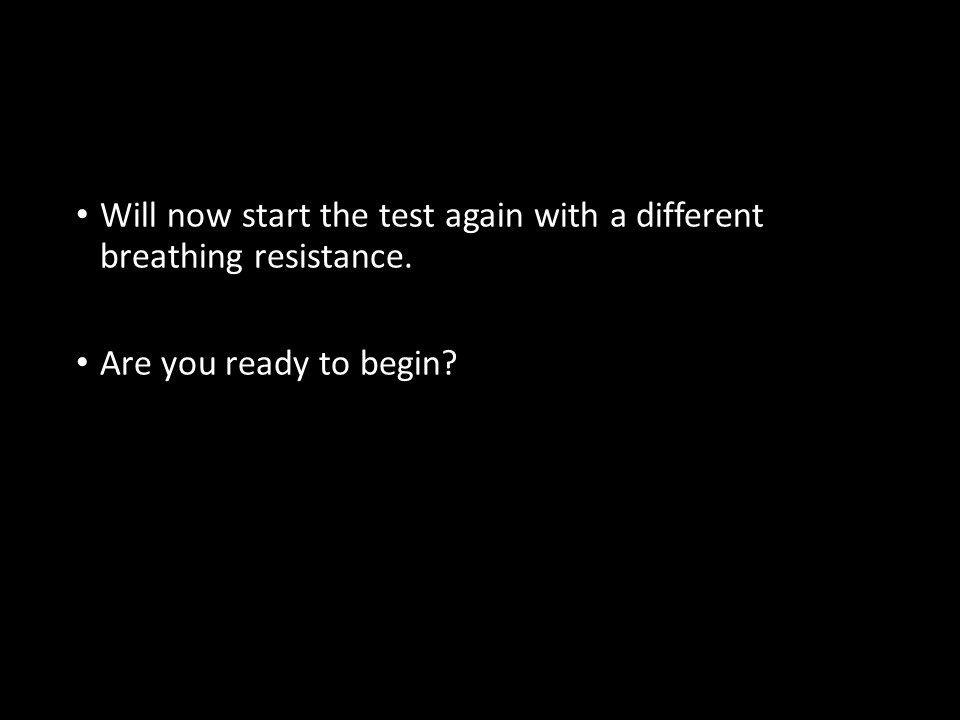 • Will now start the test again with a different
breathing resistance.
• Are you ready to begin?